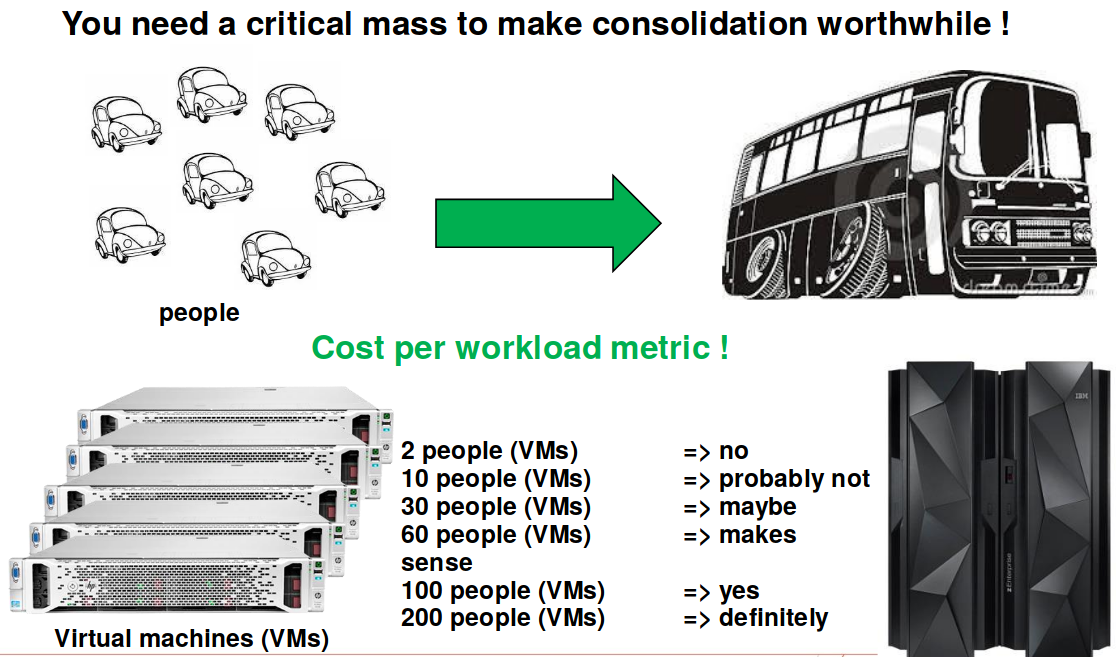 You need a critical mass to make consolidation worthwhile !
people
Cost per workload metric !
2 people (VMs) => no
10 people (VMs) => probably not
30 people (VMs) => maybe
60 people (VMs) => makes
sense
100 people (VMs) => yes
200 people (VMs) => definitely
Virtual machines (VMs)
IBM
zEnterprise
hp